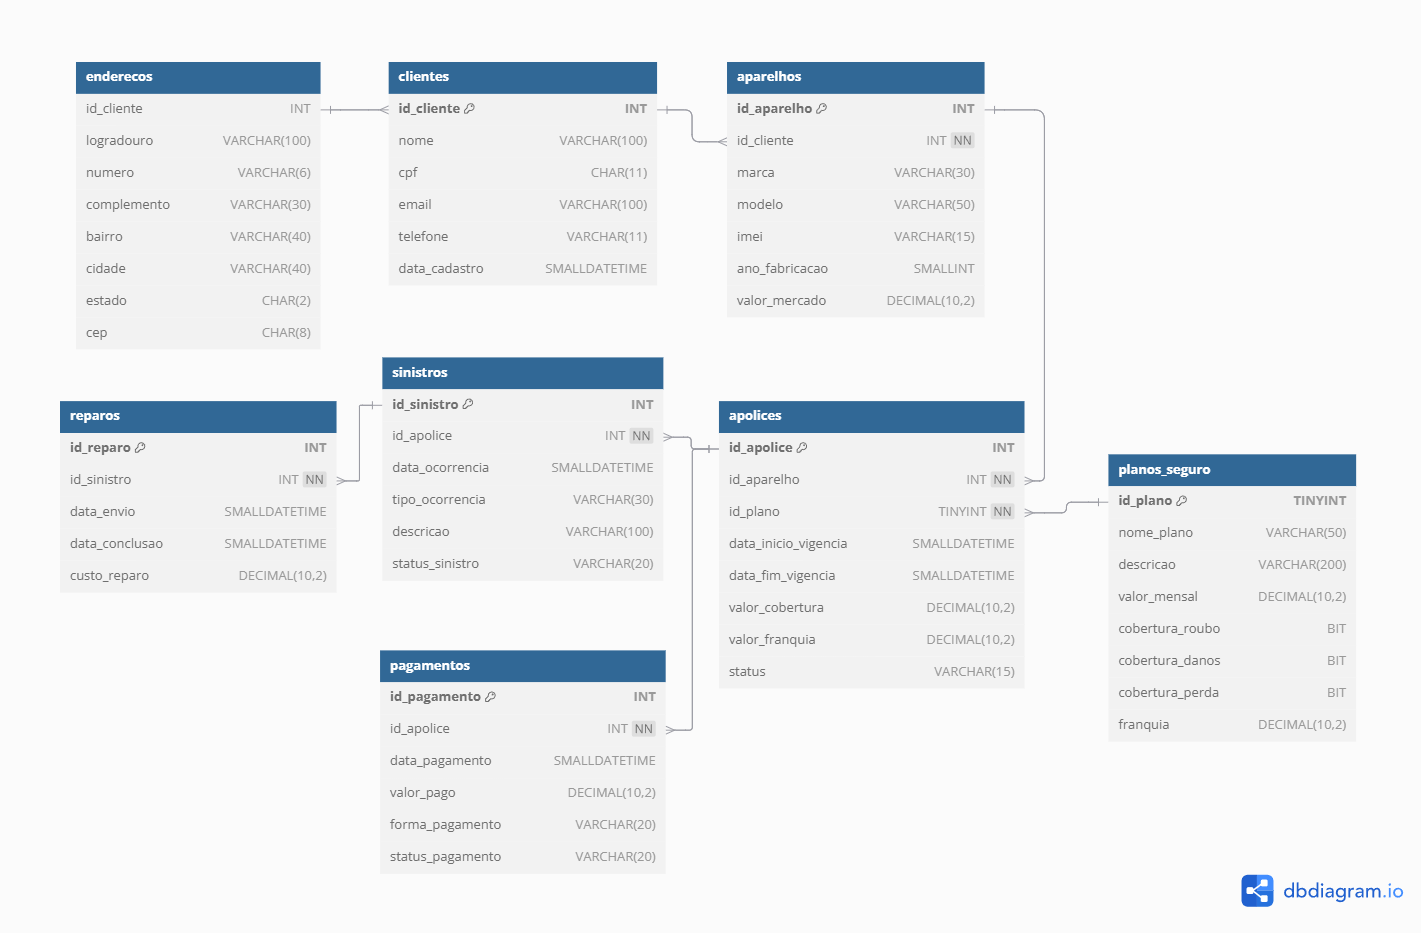 enderecos
id_cliente INT
logradouro VARCHAR(100)
numero VARCHAR(6)
complemento VARCHAR(30)
bairro VARCHAR(40)
cidade VARCHAR(40)
estado CHAR(2)
cep CHAR(8)
clientes
id_cliente INT
nome VARCHAR(100)
cpf CHAR(11)
email VARCHAR(100)
telefone VARCHAR(11)
data_cadastro SMALLDATETIME
aparelhos
id_aparelho INT
id_cliente INT NN
marca VARCHAR(30)
modelo VARCHAR(50)
imei VARCHAR(15)
ano_fabricacao SMALLINT
valor_mercado DECIMAL(10,2)
reparos
id_reparo INT
id_sinistro INT NN
data_envio SMALLDATETIME
data_conclusao SMALLDATETIME
custo_reparo DECIMAL(10,2)
sinistros
id_sinistro INT
id_apolice INT NN
data_ocorrencia SMALLDATETIME
tipo_ocorrencia VARCHAR(30)
descricao VARCHAR(100)
status_sinistro VARCHAR(20)
apolices
id_apolice INT
id_aparelho INT NN
id_plano TINYINT NN
data_inicio_vigencia SMALLDATETIME
data_fim_vigencia SMALLDATETIME
valor_cobertura DECIMAL(10,2)
valor_franquia DECIMAL(10,2)
status VARCHAR(15)
planos_seguro
id_plano TINYINT
nome_plano VARCHAR(50)
descricao VARCHAR(200)
valor_mensal DECIMAL(10,2)
cobertura_roubo BIT
cobertura_danos BIT
cobertura_perda BIT
franquia DECIMAL(10,2)
pagamentos
id_pagamento INT
id_apolice INT NN
data_pagamento SMALLDATETIME
valor_pago DECIMAL(10,2)
forma_pagamento VARCHAR(20)
status_pagamento VARCHAR(20)
dbdiagram.io